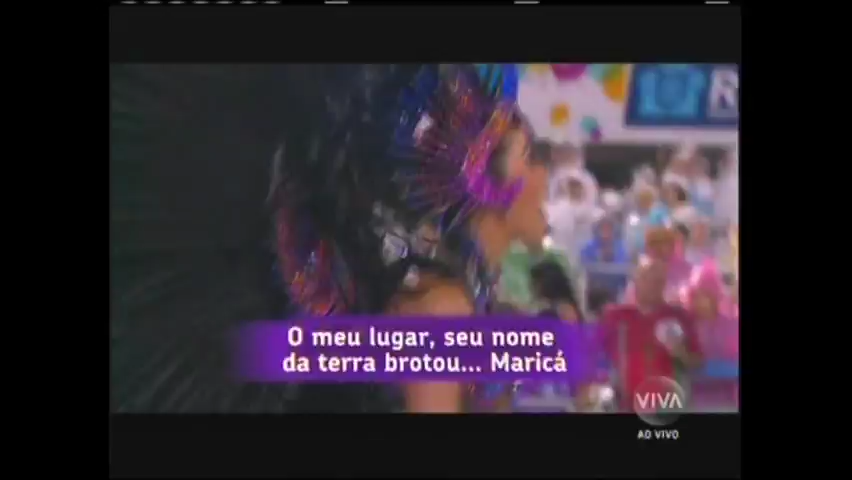 R
O meu lugar, seu nome
da terra brotou... Maricá
VIVA
AO VIVO